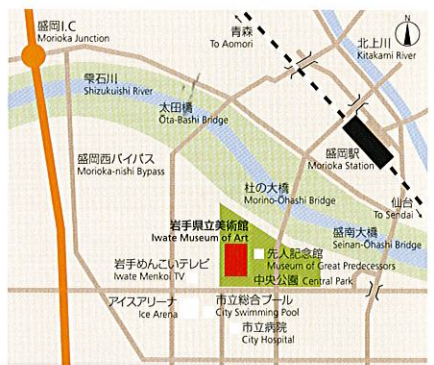 盛岡I.C
Morioka Junction
青森
To Aomori
N
北上川
Kitakami River
雫石川
Shizukuishi River
太田橋
Ōta-bashi Bridge
盛岡西バイパス
Morioka-nishi Bypass
盛岡駅
Morioka Station
杜の大橋
Morino-Ōhashi Bridge
仙台
To Sendai
岩手県立美術館
Iwate Museum of Art
盛南大橋
Seinan-Ōhashi Bridge
先人記念館
Museum of Great Predecessors
岩手めんこいテレビ
Iwate Menkoi TV
中央公園 Central Park
アイスアリーナ
Ice Arena
市立総合プール
City Swimming Pool
市立病院
City Hospital